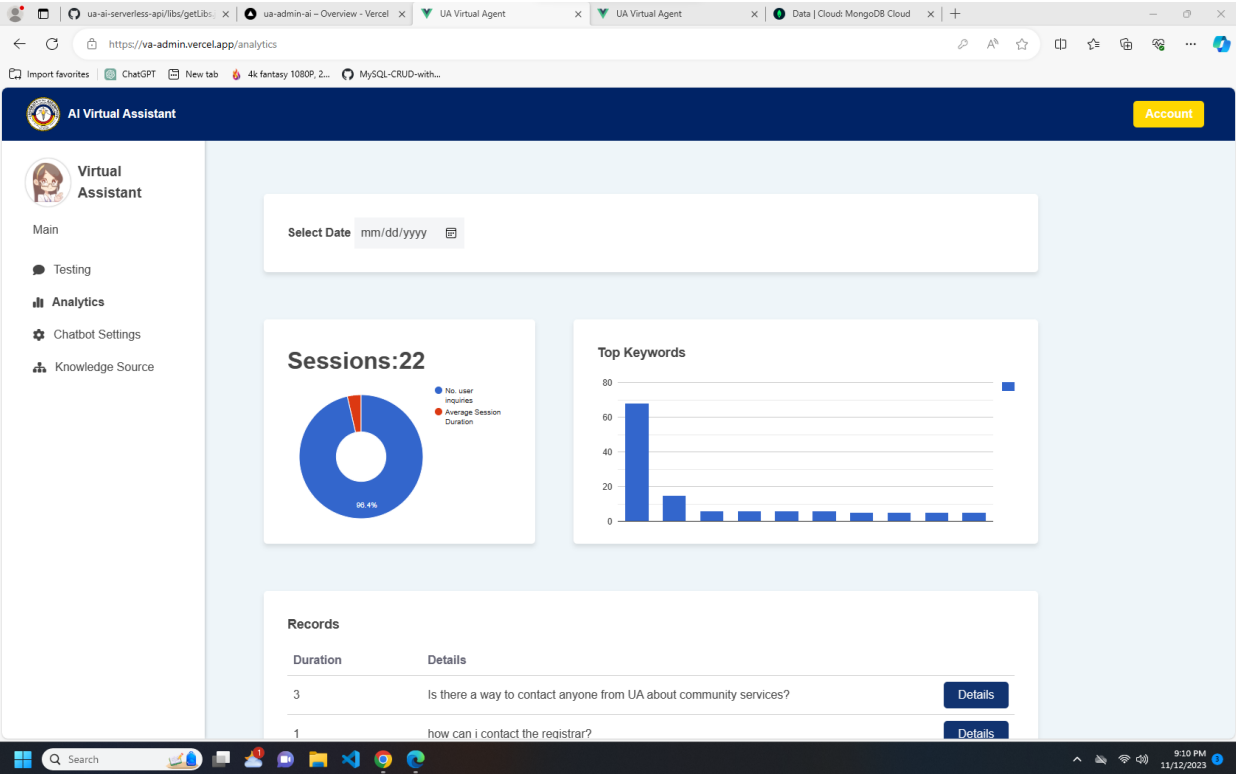 ua-ai-serverless-api/libs/getLibs.j
ua-admin-ai – Overview - Vercel
UA Virtual Agent
UA Virtual Agent
Data | Cloud: MongoDB Cloud
https://va-admin.vercel.app/analytics
Import favorites
ChatGPT
New tab
4k fantasy 1080P, 2...
MySQL-CRUD-with...
AI Virtual Assistant
Account
Virtual
Assistant
Main
Testing
Analytics
Chatbot Settings
Knowledge Source
Select Date mm/dd/yyyy
Sessions:22
No. user
inquiries
Average Session
Duration
96.4%
Top Keywords
80
60
40
20
0
Records
Duration Details
3 Is there a way to contact anyone from UA about community services? Details
1 how can i contact the registrar? Details
Search
1
9:10 PM
11/12/2023
3